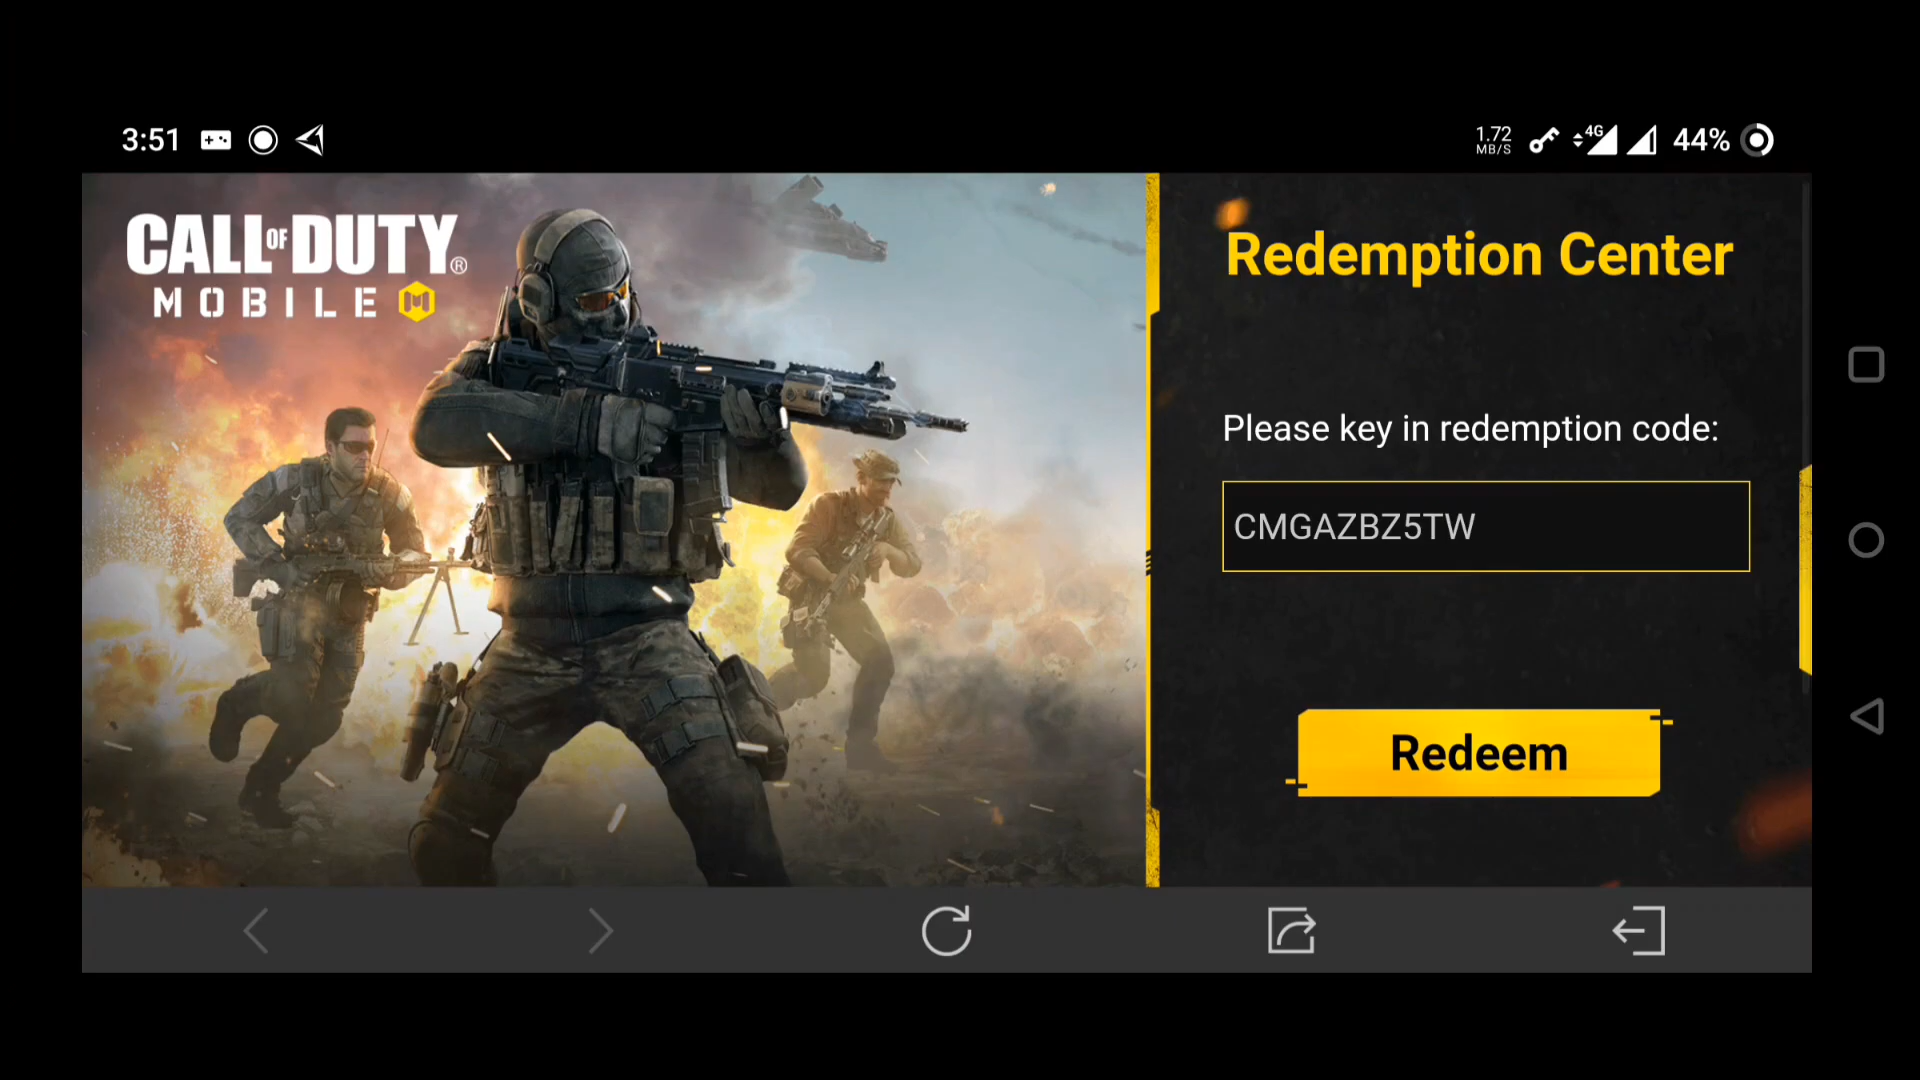 3:51
1.72
MB/S
4G
44%
CALL OF DUTY®
MOBILE
Redemption Center
Please key in redemption code:
CMGAZBZ5TW
Redeem